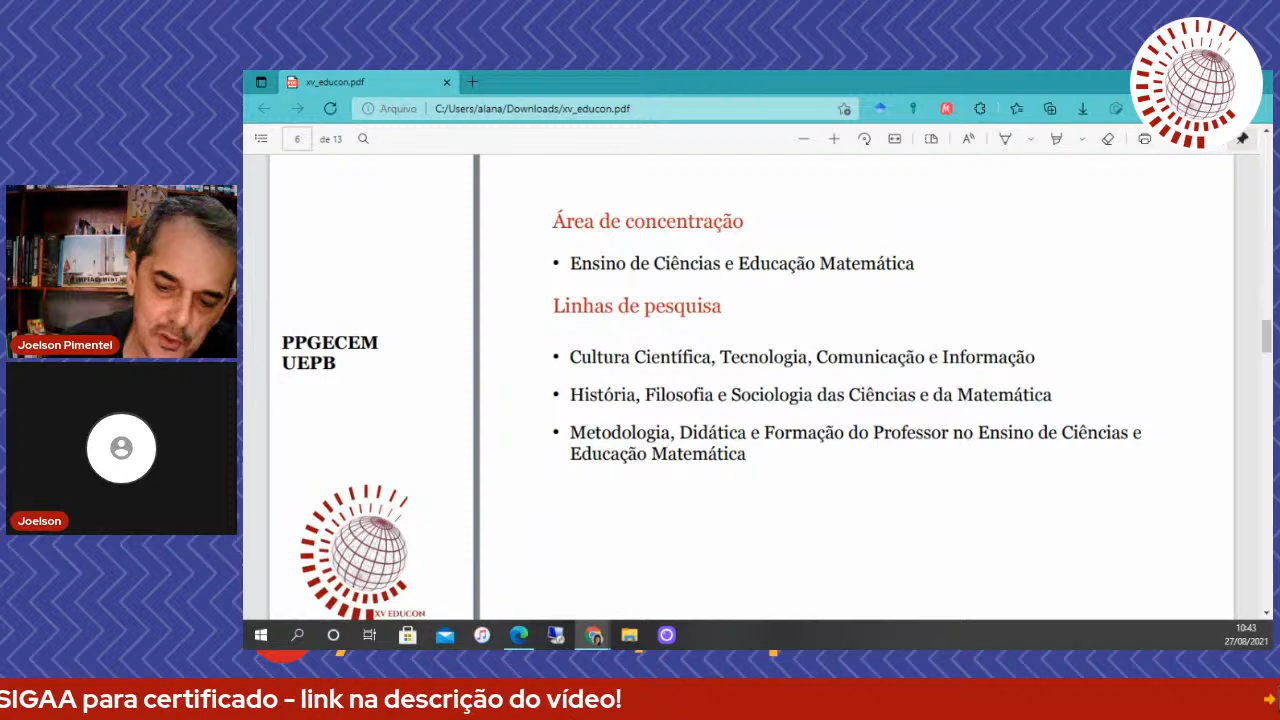 xv_educon.pdf
Arquivo
C:/Users/alana/Downloads/xv_educon.pdf
6 de 13
Área de concentração
• Ensino de Ciências e Educação Matemática
Linhas de pesquisa
• Cultura Científica, Tecnologia, Comunicação e Informação
• História, Filosofia e Sociologia das Ciências e da Matemática
• Metodologia, Didática e Formação do Professor no Ensino de Ciências e
Educação Matemática
PPGECEM
UEPB
XV EDUCON
Joelson Pimentel
Joelson
10:43
27/08/2021
SIGAA para certificado - link na descrição do vídeo!